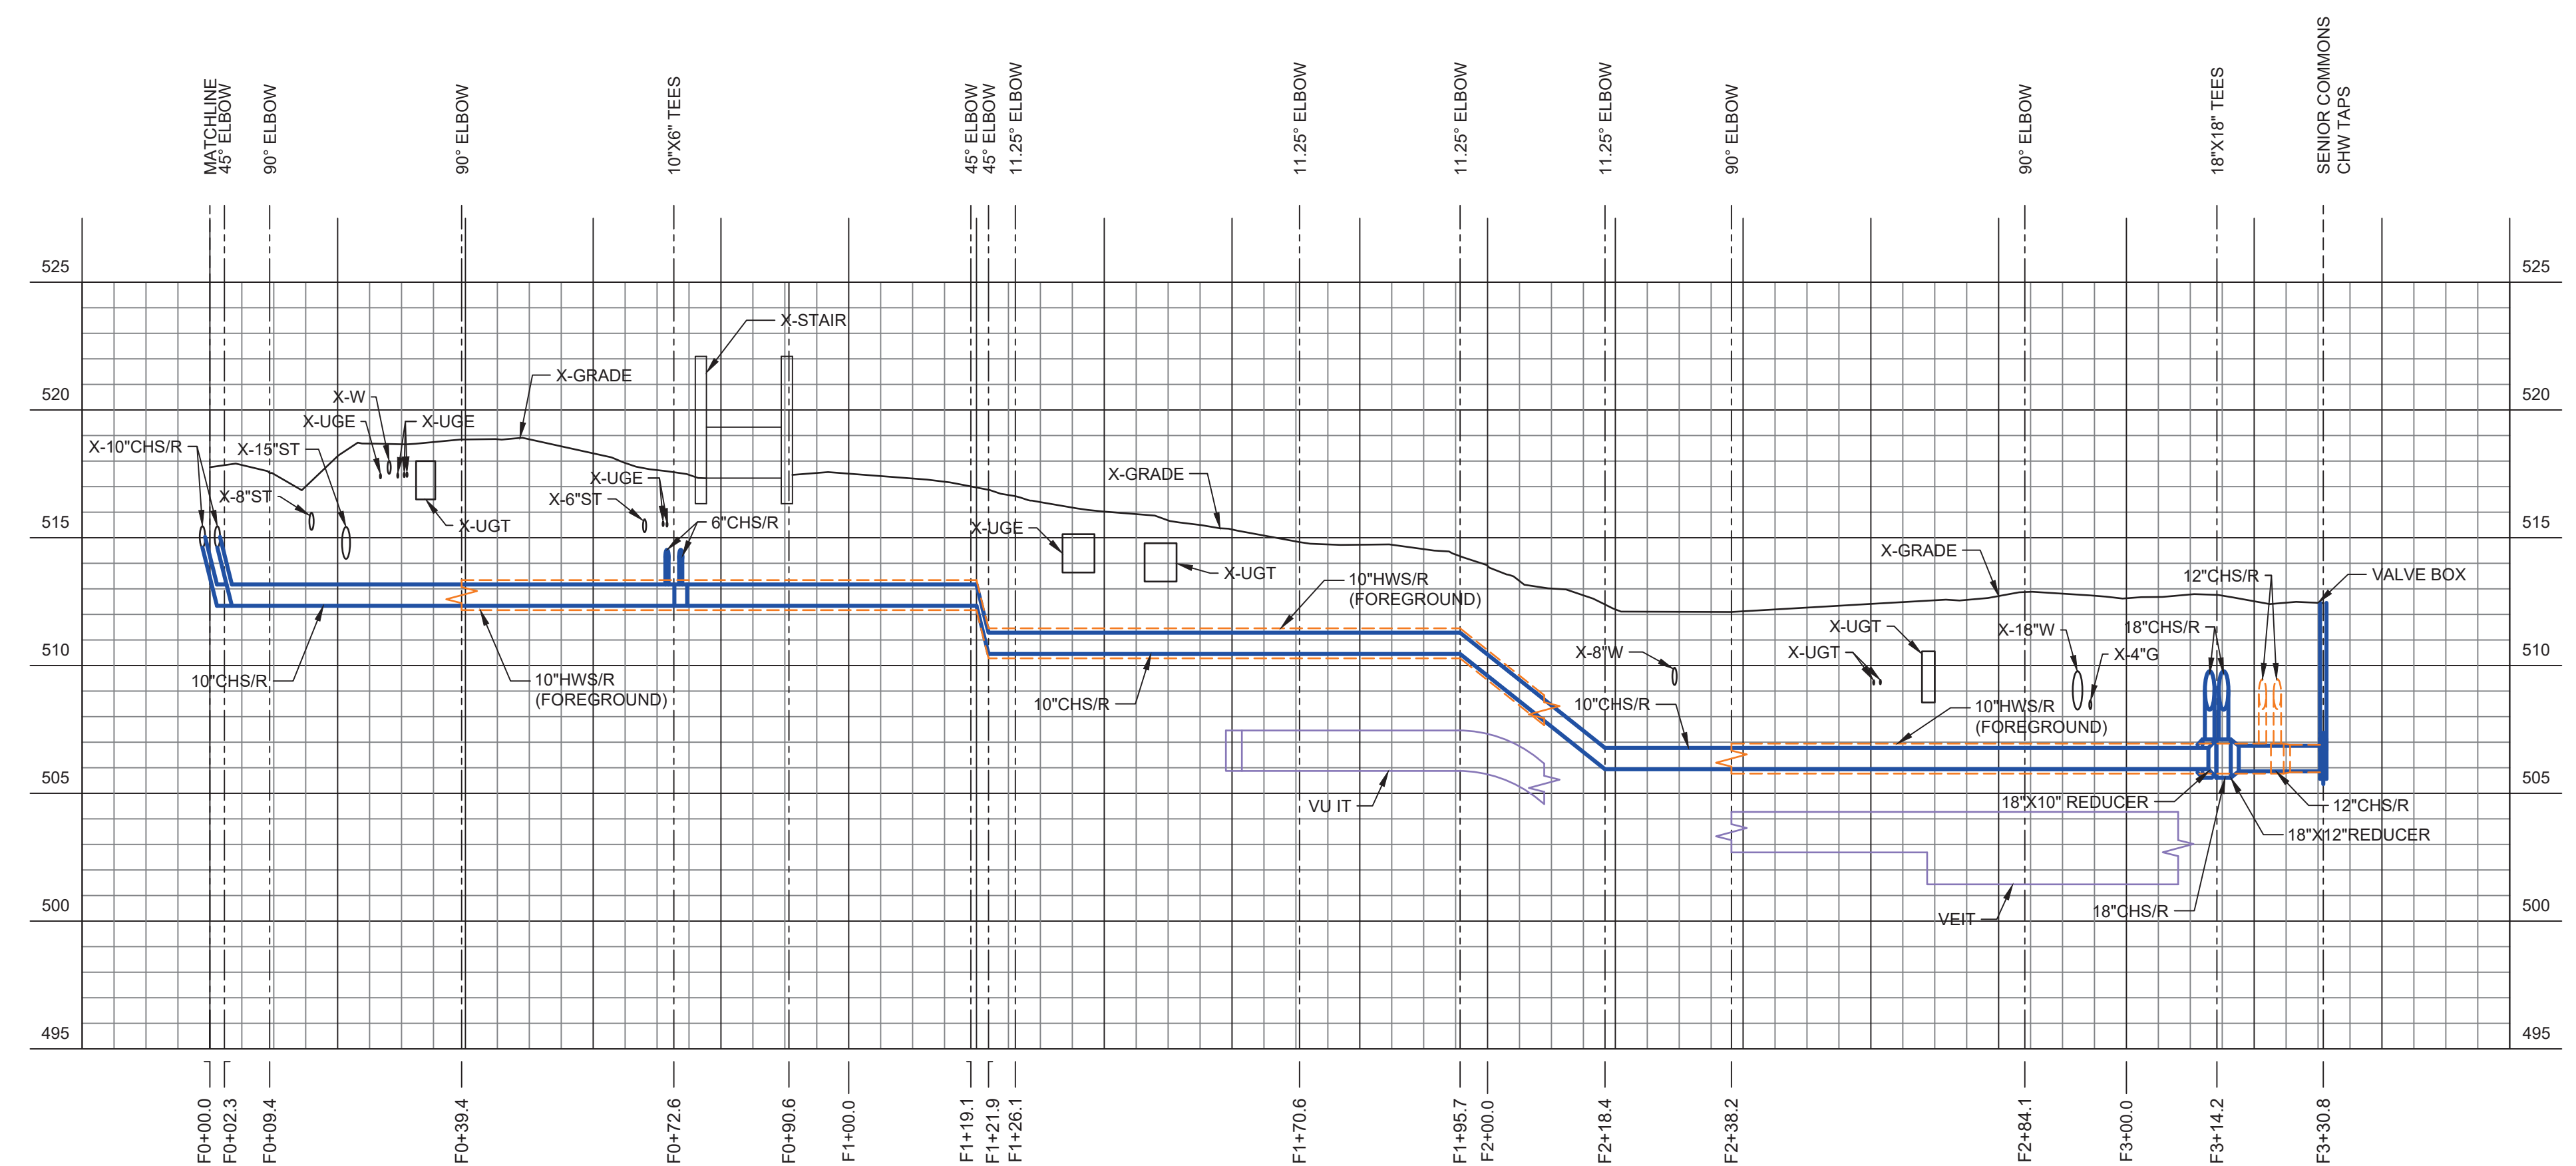 MATCHLINE
45° ELBOW
90° ELBOW
90° ELBOW
10"X6" TEES
45° ELBOW
45° ELBOW
11.25° ELBOW
11.25° ELBOW
11.25° ELBOW
11.25° ELBOW
90° ELBOW
90° ELBOW
18"X18" TEES
SENIOR COMMONS
CHW TAPS
525
525
X-STAIR
X-GRADE
520
X-W
520
X-UGE
X-UGE
X-10"CHS/R
X-15"ST
X-GRADE
X-UGE
X-8"ST
X-6"ST
515
X-UGT
6"CHS/R
X-UGE
515
X-GRADE
X-UGT
10"HWS/R
(FOREGROUND)
12"CHS/R
VALVE BOX
X-UGT
X-18"W
18"CHS/R
510
X-8"W
X-UGT
X-4"G
510
10"CHS/R
10"HWS/R
(FOREGROUND)
10"CHS/R
10"CHS/R
10"HWS/R
(FOREGROUND)
505
505
VU IT
18"X10" REDUCER
12"CHS/R
18"X12"REDUCER
500
VEIT
18"CHS/R
500
495
495
F0+00.0
F0+02.3
F0+09.4
F0+39.4
F0+72.6
F0+90.6
F1+00.0
F1+19.1
F1+21.9
F1+26.1
F1+70.6
F1+95.7
F2+00.0
F2+18.4
F2+38.2
F2+84.1
F3+00.0
F3+14.2
F3+30.8